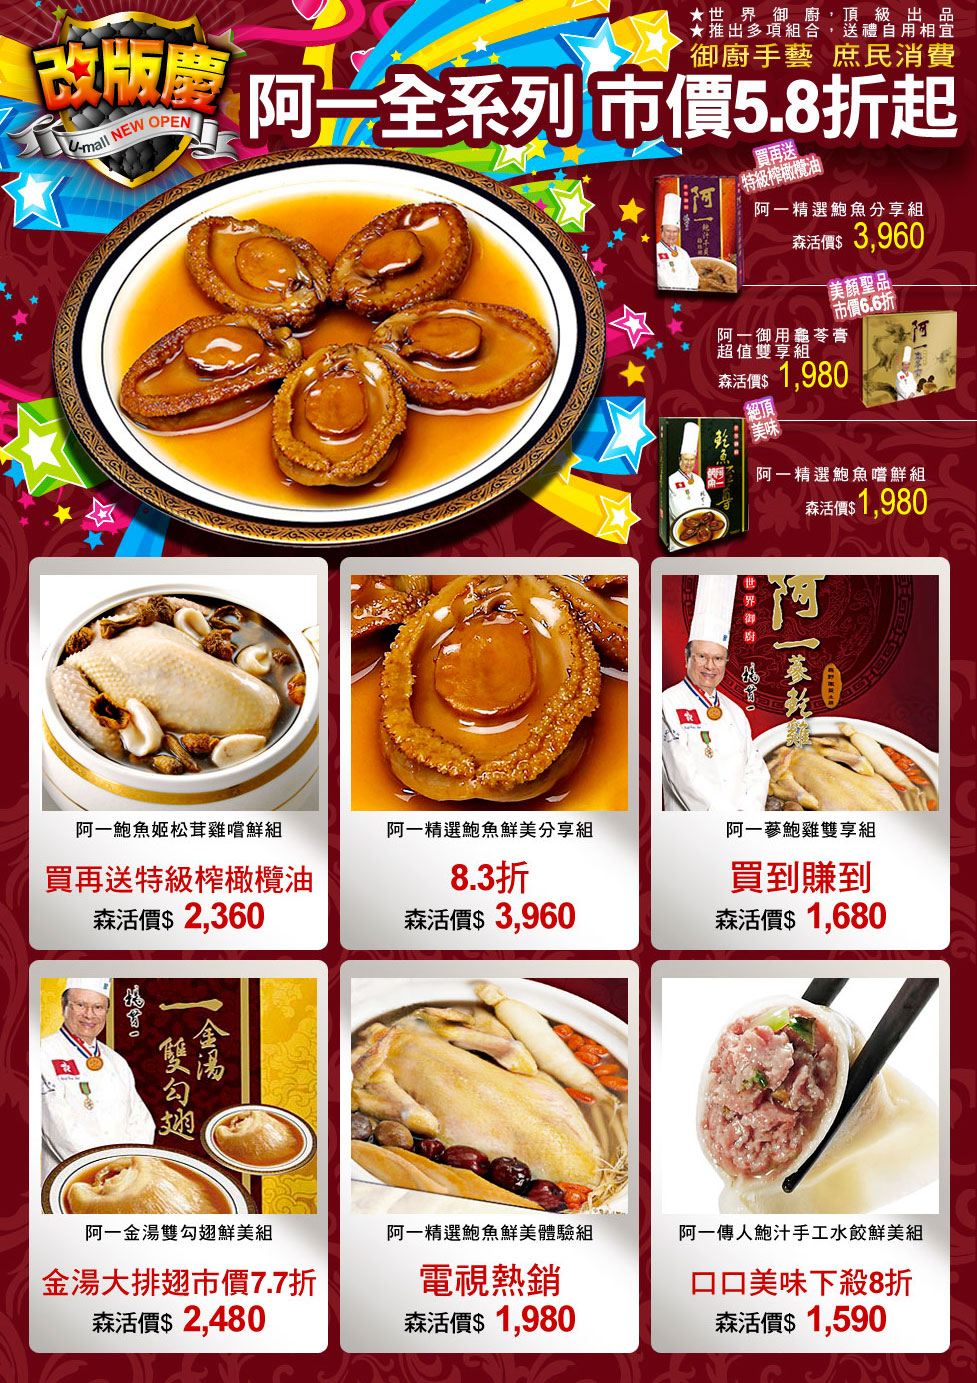 改版慶
U-mall NEW OPEN
★世界御廚，頂級出品
★推出多項組合，送禮自用相宜
御廚手藝 庶民消費
阿一全系列 市價5.8折起
買再送
特級榨橄欖油
阿一
阿一精選鮑魚分享組
森活價$ 3,960
美顏聖品
市價6.6折
阿一御用龜苓膏
超值雙享組
森活價$ 1,980
阿一
絕頂
美味
阿一精選鮑魚嚐鮮組
森活價$1,980
阿一鮑魚姬松茸雞嚐鮮組
買再送特級榨橄欖油
森活價$ 2,360
阿一精選鮑魚鮮美分享組
8.3折
森活價$ 3,960
世界御廚
楊貫一
阿一蔘鮑雞
阿一蔘鮑雞雙享組
買到賺到
森活價$ 1,680
楊貫一
一金湯
雙勾翅
阿一金湯雙勾翅鮮美組
金湯大排翅市價7.7折
森活價$ 2,480
阿一精選鮑魚鮮美體驗組
電視熱銷
森活價$ 1,980
阿一傳人鮑汁手工水餃鮮美組
口口美味下殺8折
森活價$ 1,590